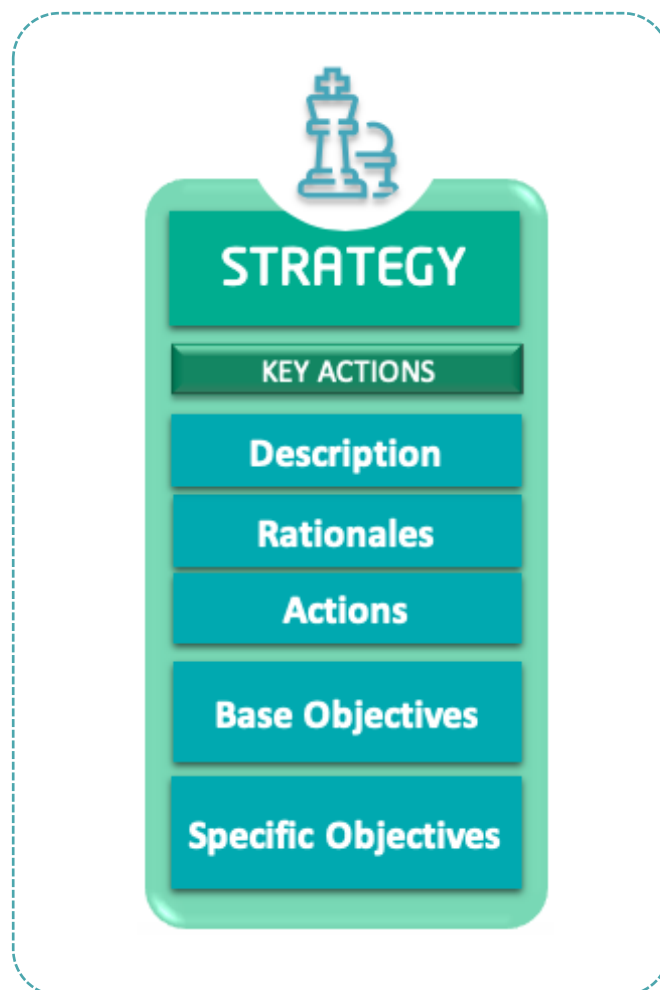 STRATEGY
KEY ACTIONS
Description
Rationales
Actions
Base Objectives
Specific Objectives